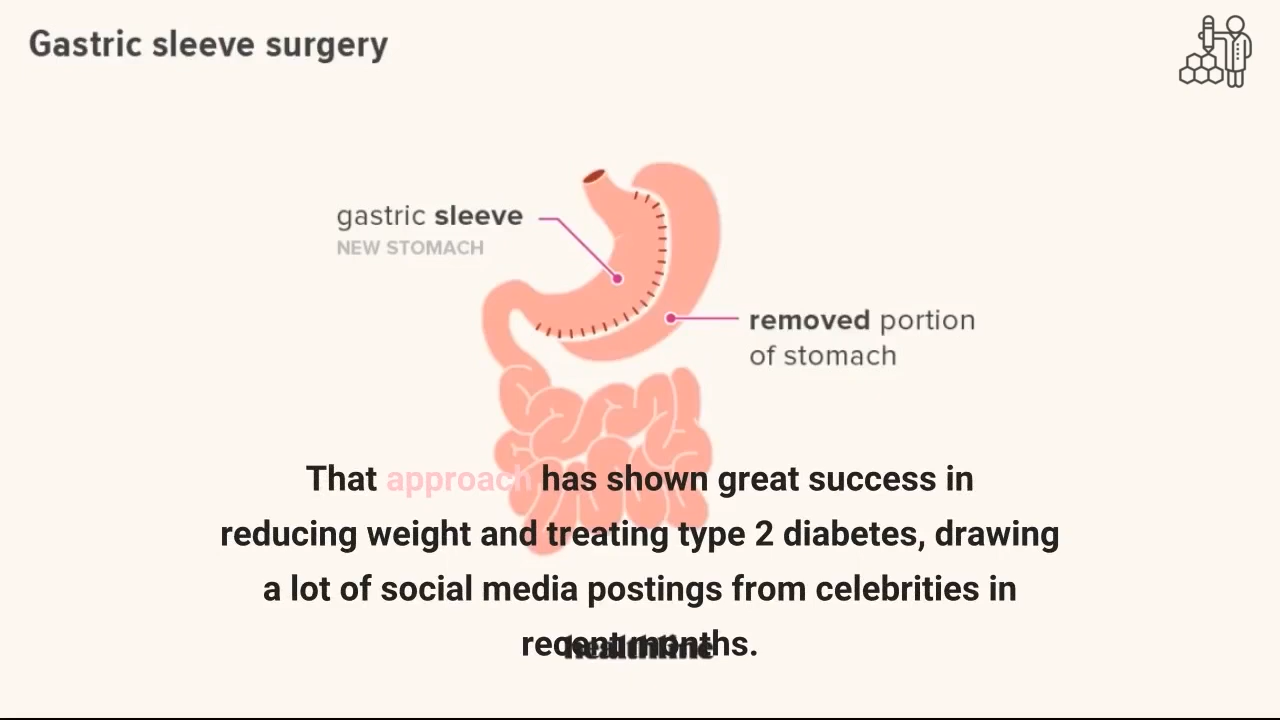 Gastric sleeve surgery
gastric sleeve
NEW STOMACH
removed portion
of stomach
That approach has shown great success in
reducing weight and treating type 2 diabetes, drawing
a lot of social media postings from celebrities in
recent months.
healthline